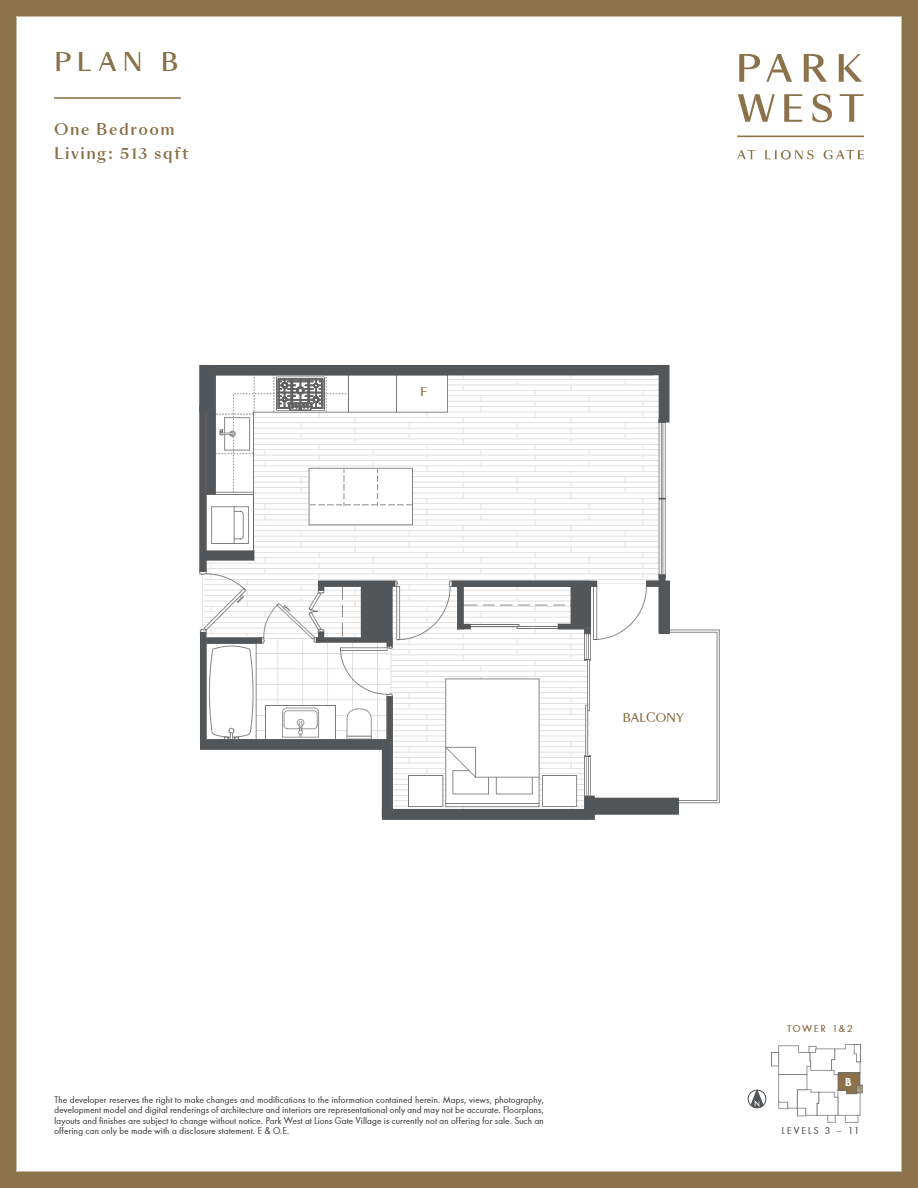 PLAN B
One Bedroom
Living: 513 sqft
PARK
WEST
AT LIONS GATE
F
BALCONY
TOWER 1&2
B
N
LEVELS 3 – 11
The developer reserves the right to make changes and modifications to the information contained herein. Maps, views, photography,
development model and digital renderings of architecture and interiors are representational only and may not be accurate. Floorplans,
layouts and finishes are subject to change without notice. Park West at Lions Gate Village is currently not an offering for sale. Such an
offering can only be made with a disclosure statement. E & O.E.